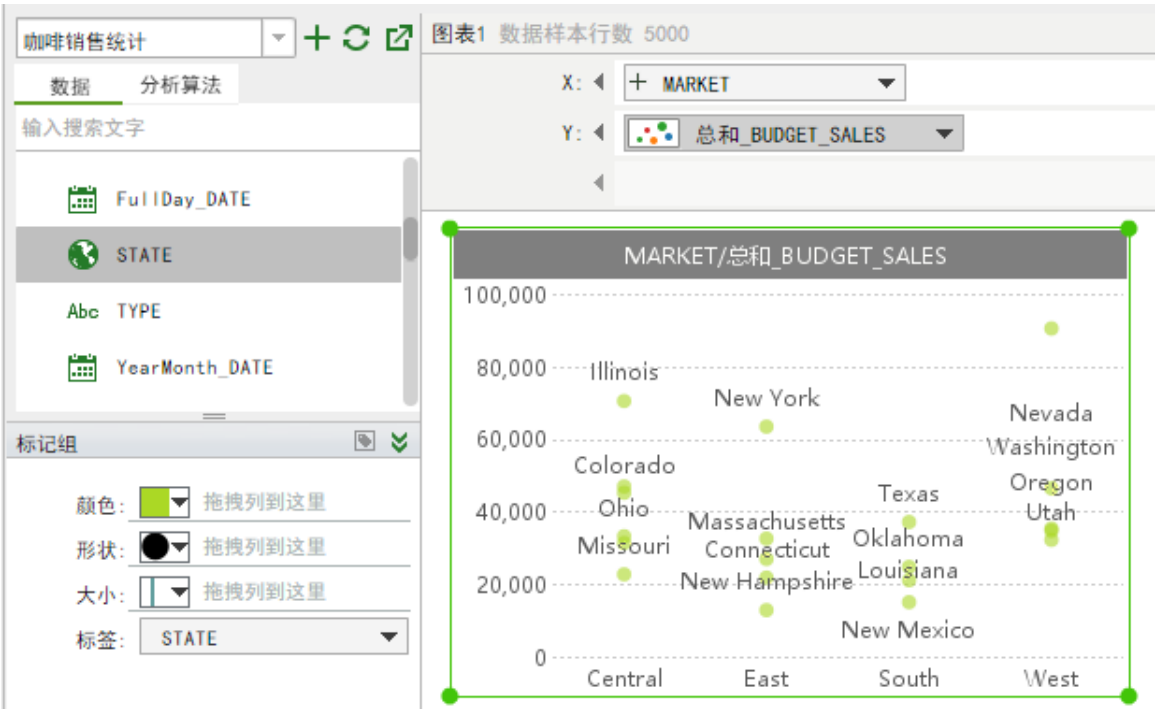 咖啡销售统计
数据 分析算法
输入搜索文字
FullDay_DATE
STATE
Abc TYPE
YearMonth_DATE
标记组
颜色: 拖拽列到这里
形状: 拖拽列到这里
大小: 拖拽列到这里
标签: STATE
图表1 数据样本行数 5000
X: MARKET
Y: 总和_BUDGET_SALES
MARKET/总和_BUDGET_SALES
100,000
80,000
60,000
40,000
20,000
0
Illinois
Colorado
Ohio
Missouri
New York
Massachusetts
Connecticut
New Hampshire
Texas
Oklahoma
Louisiana
New Mexico
Nevada
Washington
Oregon
Utah
Central East South West